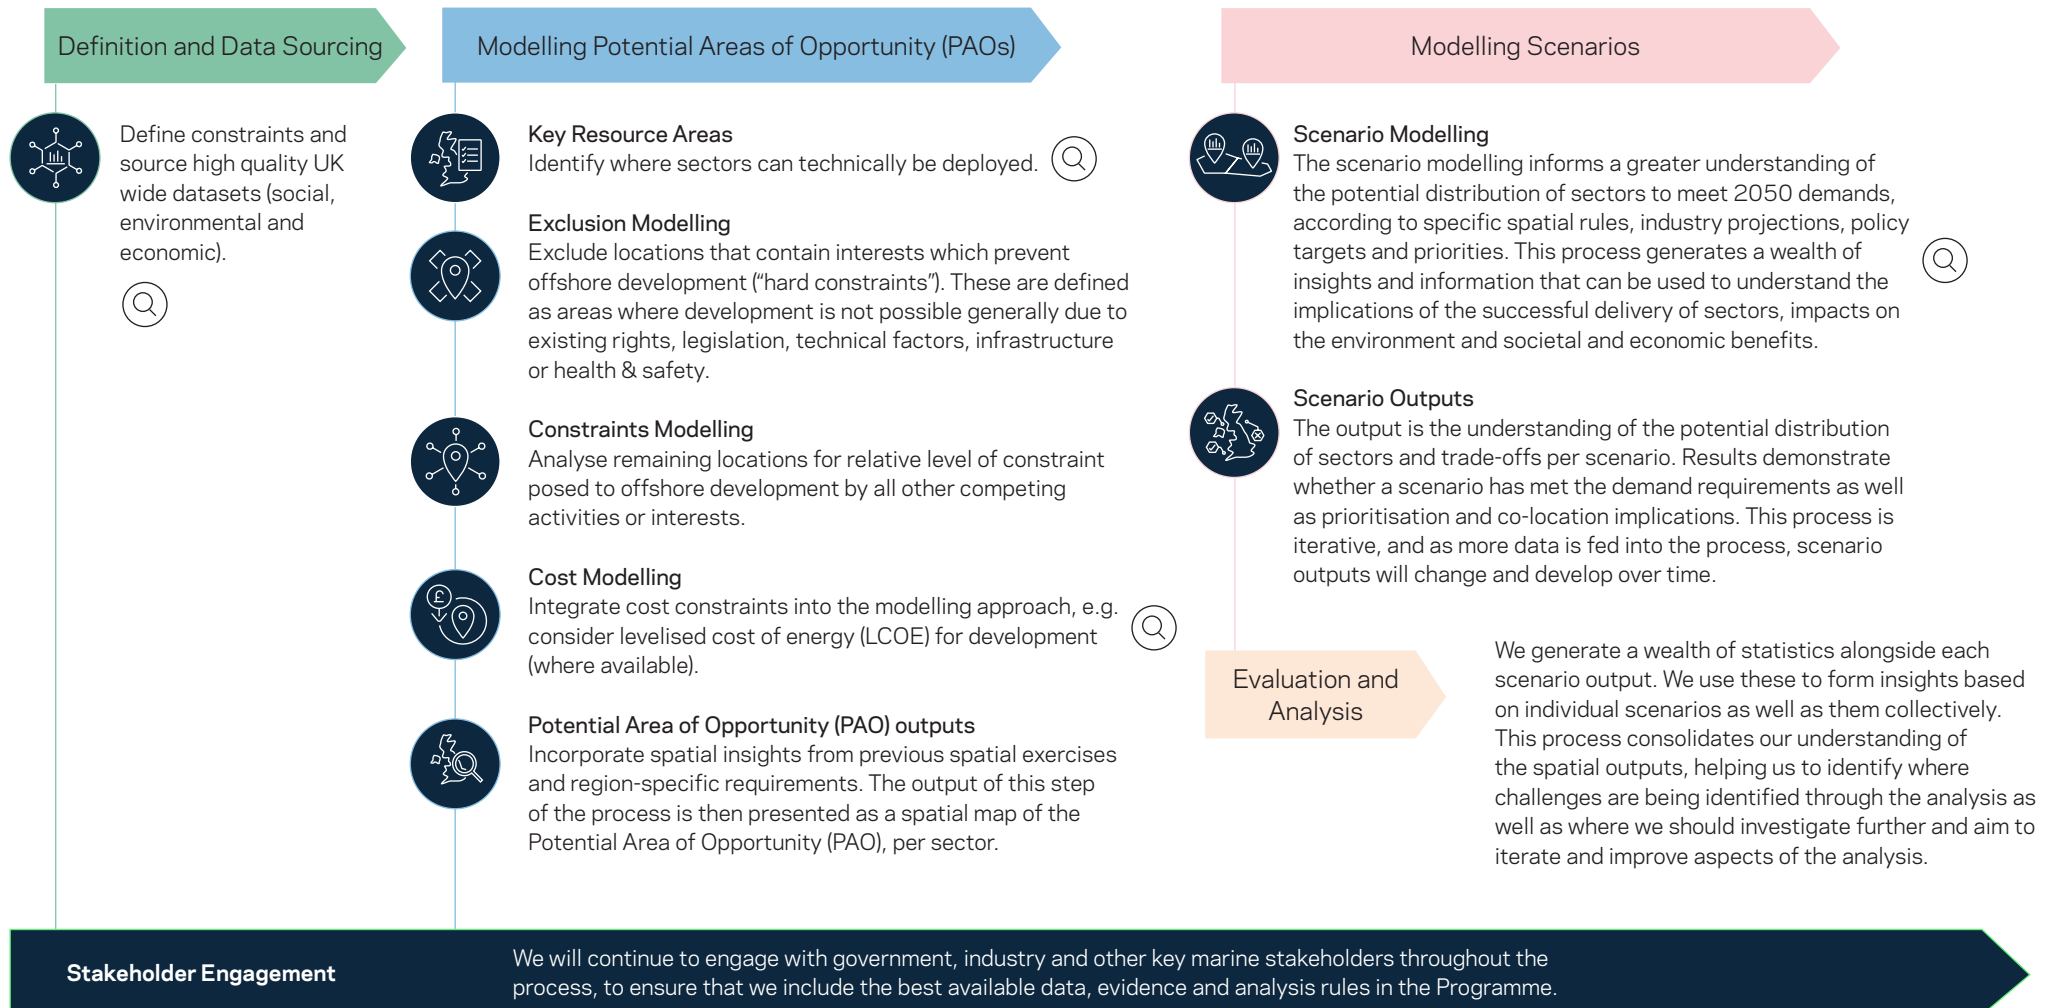 Definition and Data Sourcing
Define constraints and
source high quality UK
wide datasets (social,
environmental and
economic).
Modelling Potential Areas of Opportunity (PAOs)
Key Resource Areas
Identify where sectors can technically be deployed.
Exclusion Modelling
Exclude locations that contain interests which prevent
offshore development (“hard constraints”). These are defined
as areas where development is not possible generally due to
existing rights, legislation, technical factors, infrastructure
or health & safety.
Constraints Modelling
Analyse remaining locations for relative level of constraint
posed to offshore development by all other competing
activities or interests.
£
Cost Modelling
Integrate cost constraints into the modelling approach, e.g.
consider levelised cost of energy (LCOE) for development
(where available).
Potential Area of Opportunity (PAO) outputs
Incorporate spatial insights from previous spatial exercises
and region-specific requirements. The output of this step
of the process is then presented as a spatial map of the
Potential Area of Opportunity (PAO), per sector.
Modelling Scenarios
Scenario Modelling
The scenario modelling informs a greater understanding of
the potential distribution of sectors to meet 2050 demands,
according to specific spatial rules, industry projections, policy
targets and priorities. This process generates a wealth of
insights and information that can be used to understand the
implications of the successful delivery of sectors, impacts on
the environment and societal and economic benefits.
Scenario Outputs
The output is the understanding of the potential distribution
of sectors and trade-offs per scenario. Results demonstrate
whether a scenario has met the demand requirements as well
as prioritisation and co-location implications. This process is
iterative, and as more data is fed into the process, scenario
outputs will change and develop over time.
Evaluation and
Analysis
We generate a wealth of statistics alongside each
scenario output. We use these to form insights based
on individual scenarios as well as them collectively.
This process consolidates our understanding of
the spatial outputs, helping us to identify where
challenges are being identified through the analysis as
well as where we should investigate further and aim to
iterate and improve aspects of the analysis.
Stakeholder Engagement
We will continue to engage with government, industry and other key marine stakeholders throughout the
process, to ensure that we include the best available data, evidence and analysis rules in the Programme.